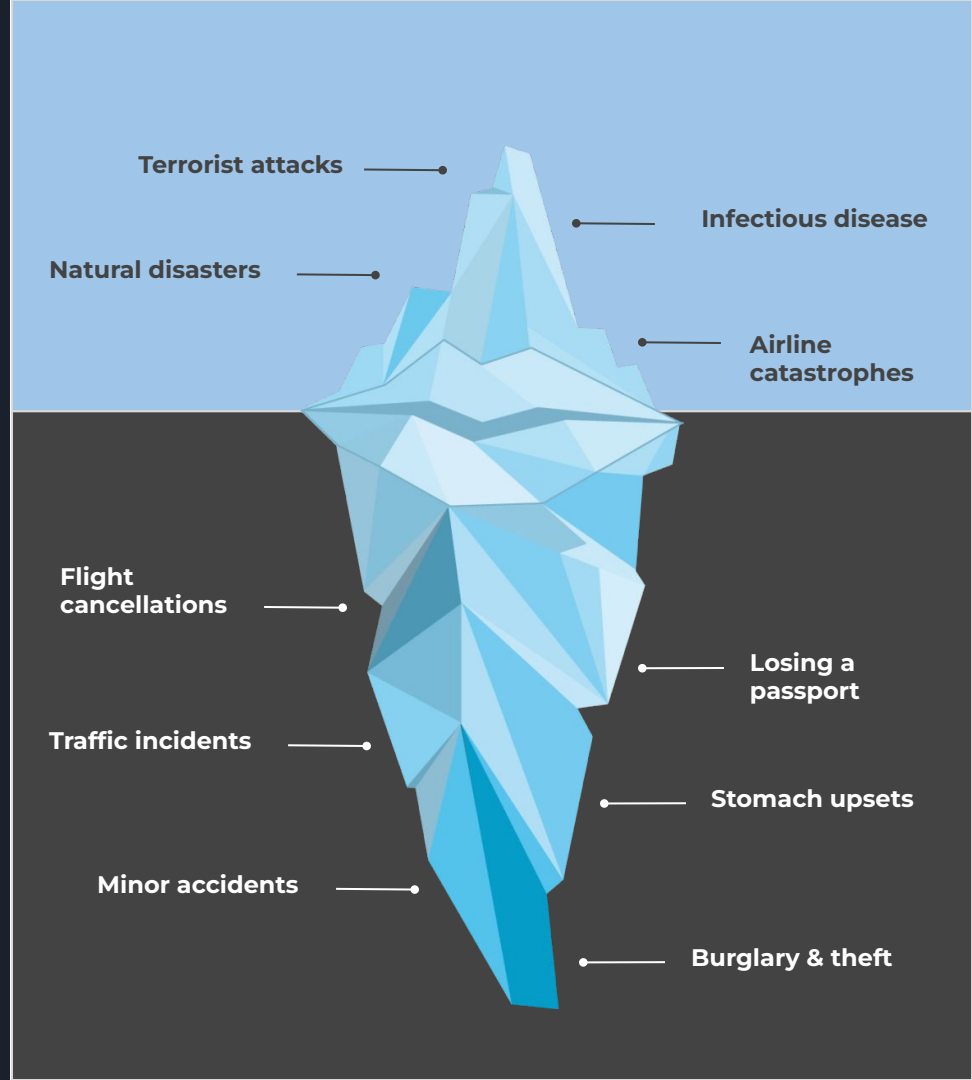 Terrorist attacks
Infectious disease
Natural disasters
Airline
catastrophes
Flight
cancellations
Losing a
passport
Traffic incidents
Stomach upsets
Minor accidents
Burglary & theft